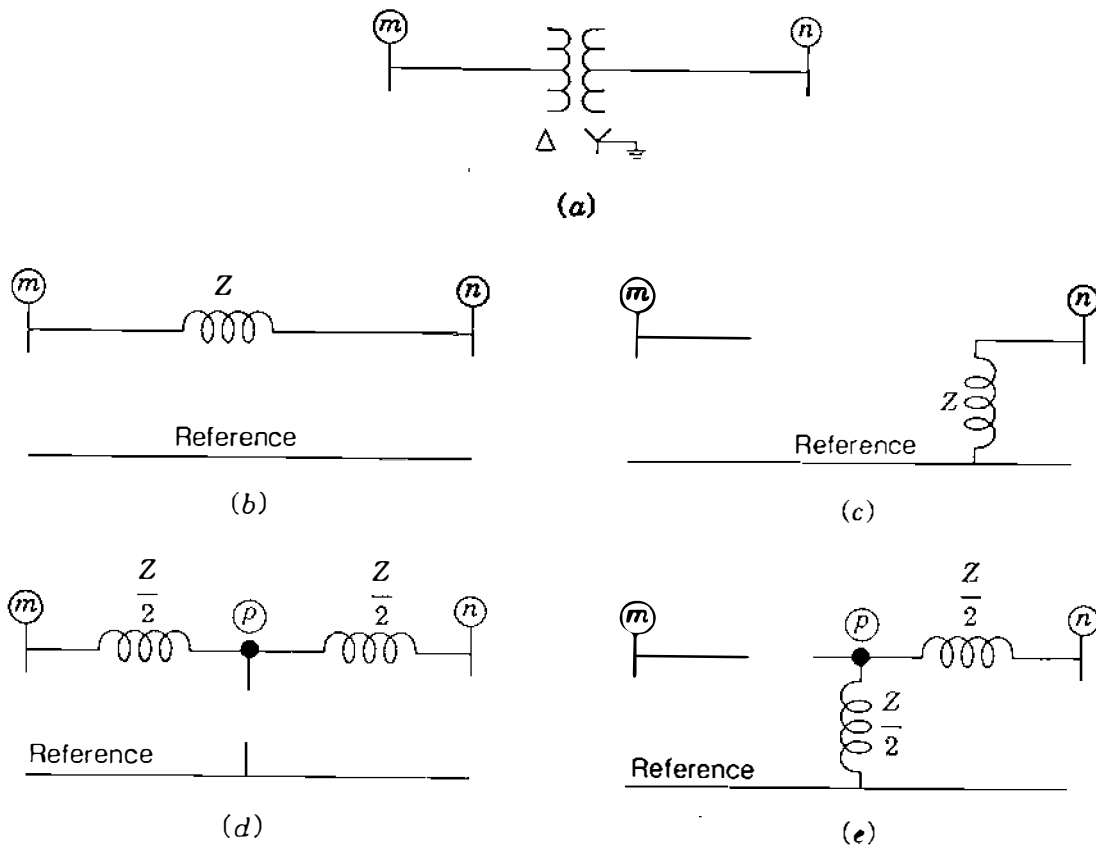 m n
Δ
(a)
m Z n
Reference
(b)
m n
Z
Reference
(c)
m Z/2 p Z/2 n
Reference
(d)
m p Z/2 n
Z/2
Reference
(e)